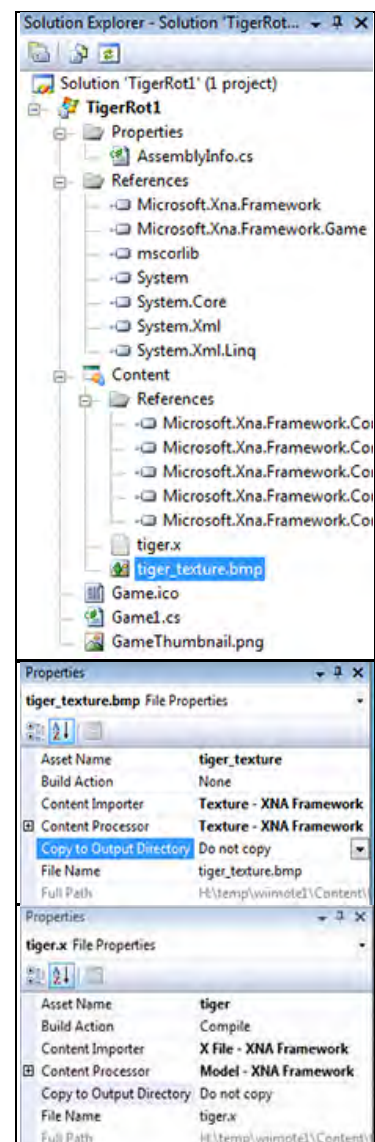 Solution Explorer - Solution 'TigerRot...
Solution 'TigerRot1' (1 project)
TigerRot1
Properties
AssemblyInfo.cs
References
Microsoft.Xna.Framework
Microsoft.Xna.Framework.Game
mscorlib
System
System.Core
System.Xml
System.Xml.Linq
Content
References
Microsoft.Xna.Framework.Co
Microsoft.Xna.Framework.Co
Microsoft.Xna.Framework.Co
Microsoft.Xna.Framework.Co
Microsoft.Xna.Framework.Co
tiger.x
tiger_texture.bmp
Game.ico
Game1.cs
GameThumbnail.png
Properties
tiger_texture.bmp File Properties
Asset Name tiger_texture
Build Action None
Content Importer Texture - XNA Framework
Content Processor Texture - XNA Framework
Copy to Output Directory Do not copy
File Name tiger_texture.bmp
Full Path H:\temp\wiimote1\Content\
Properties
tiger.x File Properties
Asset Name tiger
Build Action Compile
Content Importer X File - XNA Framework
Content Processor Model - XNA Framework
Copy to Output Directory Do not copy
File Name tiger.x
Full Path H:\temp\wiimote1\Content\